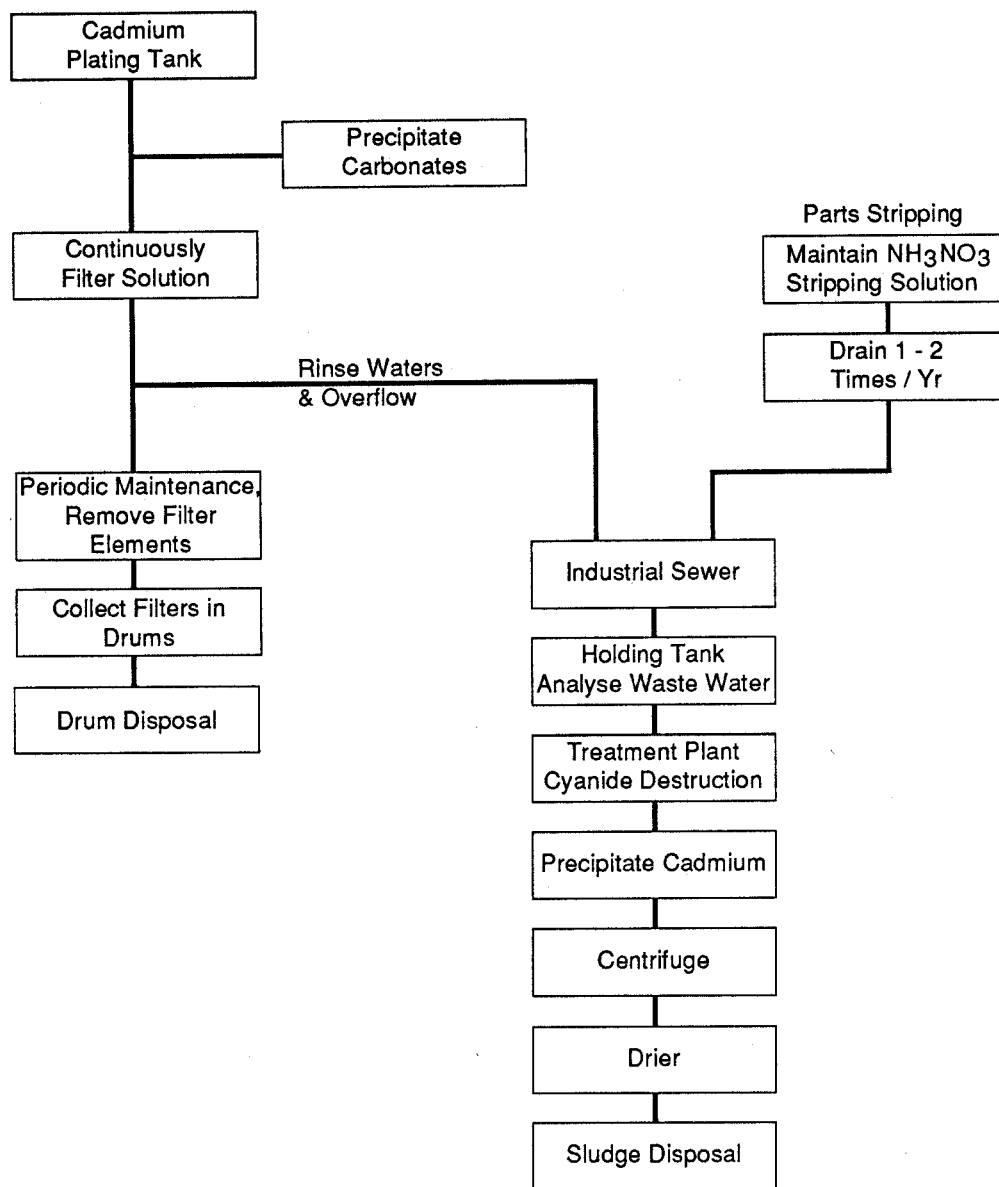 Cadmium
Plating Tank
Precipitate
Carbonates
Continuously
Filter Solution
Rinse Waters
& Overflow
Periodic Maintenance,
Remove Filter
Elements
Collect Filters in
Drums
Drum Disposal
Parts Stripping
Maintain NH₃NO₃
Stripping Solution
Drain 1 - 2
Times / Yr
Industrial Sewer
Holding Tank
Analyse Waste Water
Treatment Plant
Cyanide Destruction
Precipitate Cadmium
Centrifuge
Drier
Sludge Disposal